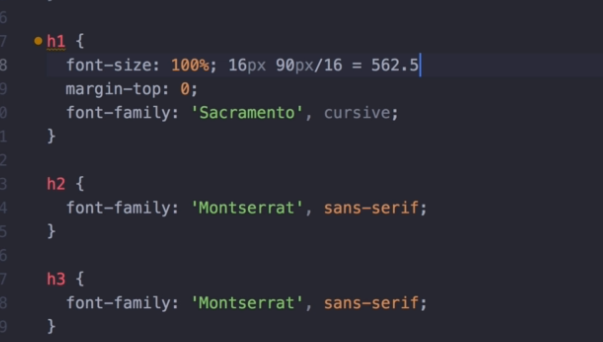 6
7 h1 {
8 font-size: 100%; 16px 90px/16 = 562.5
9 margin-top: 0;
0 font-family: 'Sacramento', cursive;
1 }
2
3 h2 {
4 font-family: 'Montserrat', sans-serif;
5 }
6
7 h3 {
8 font-family: 'Montserrat', sans-serif;
9 }